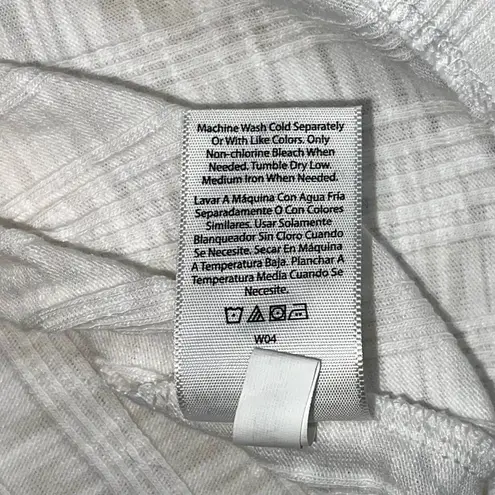 Machine Wash Cold Separately
Or With Like Colors. Only
Non-chlorine Bleach When
Needed. Tumble Dry Low.
Medium Iron When Needed.
Lavar A Máquina Con Agua Fría
Separadamente O Con Colores
Similares. Usar Solamente
Blanqueador Sin Cloro Cuando
Se Necesite. Secar En Máquina
A Temperatura Baja. Planchar A
Temperatura Media Cuando Se
Necesite.
W04